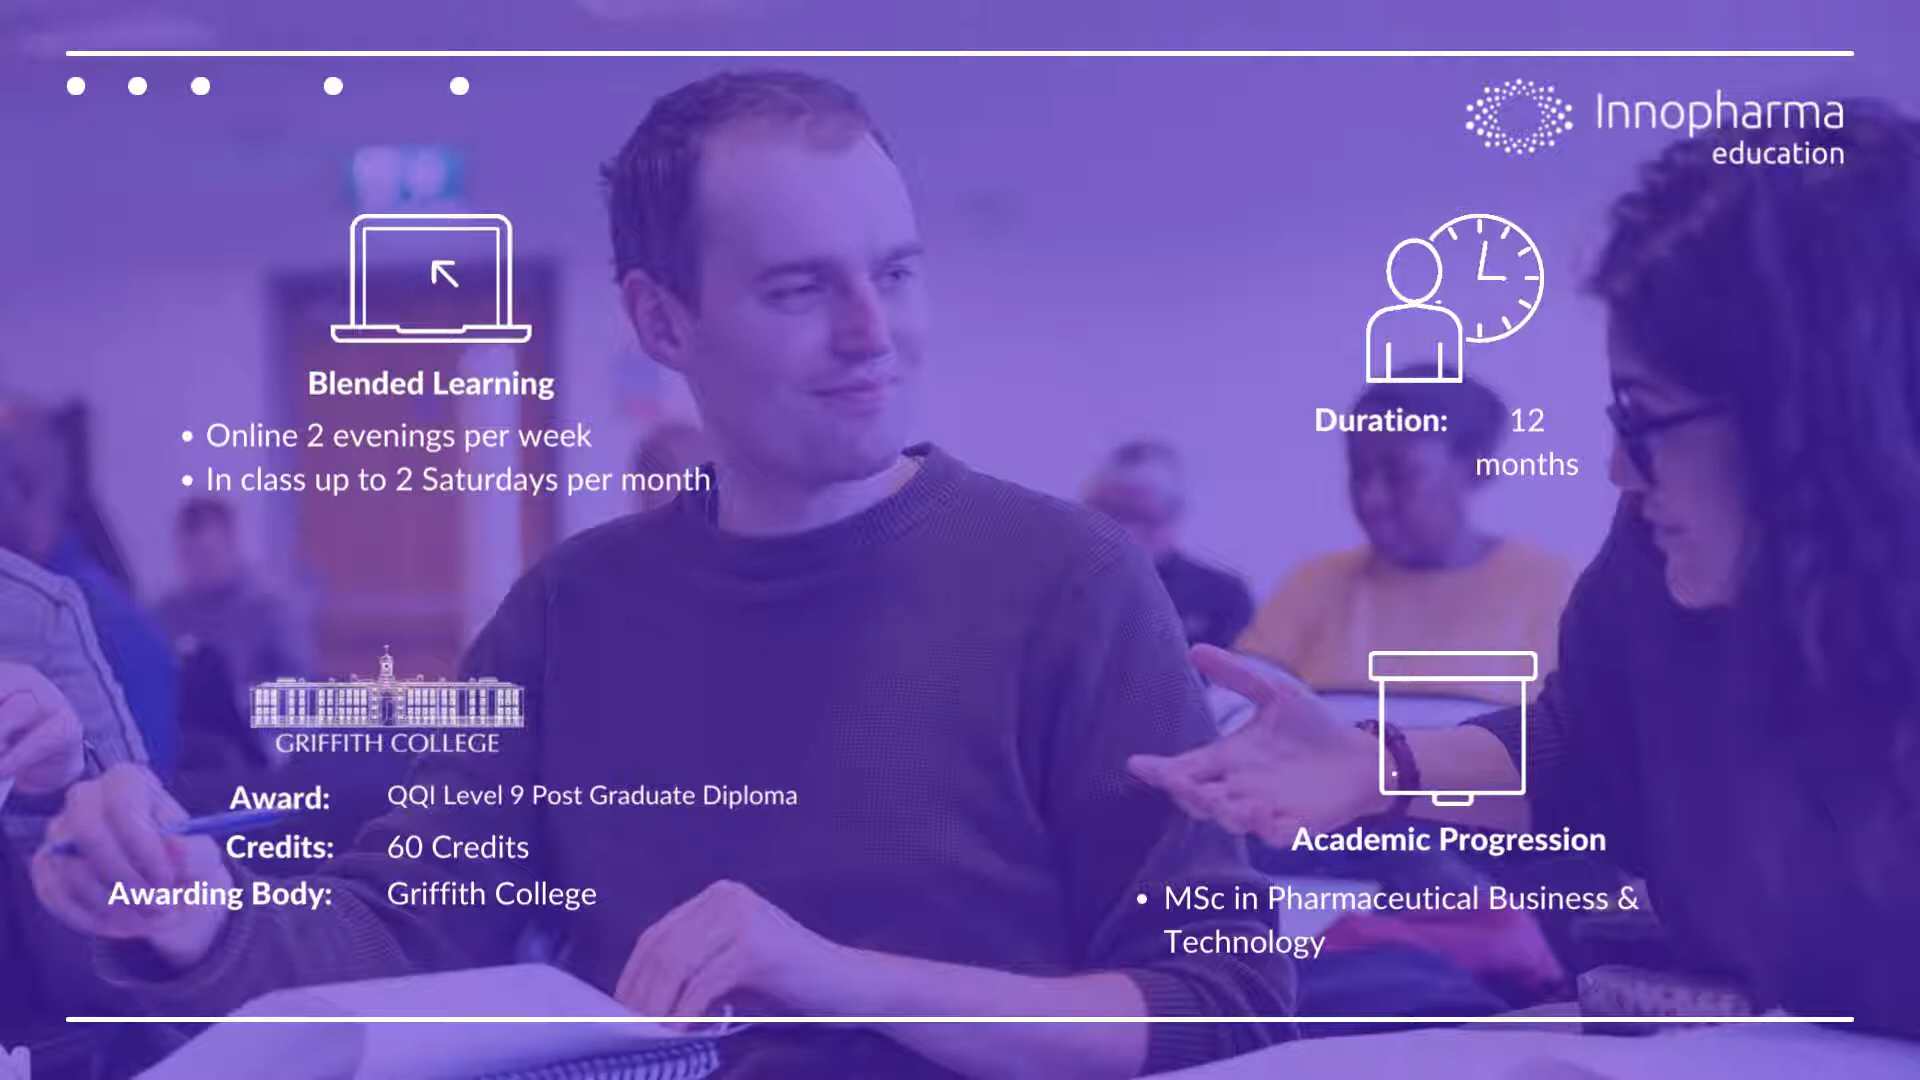 Innopharma
education
Blended Learning
• Online 2 evenings per week
• In class up to 2 Saturdays per month
Duration: 12
months
GRIFFITH COLLEGE
Award: QQI Level 9 Post Graduate Diploma
Credits: 60 Credits
Awarding Body: Griffith College
Academic Progression
• MSc in Pharmaceutical Business &
Technology